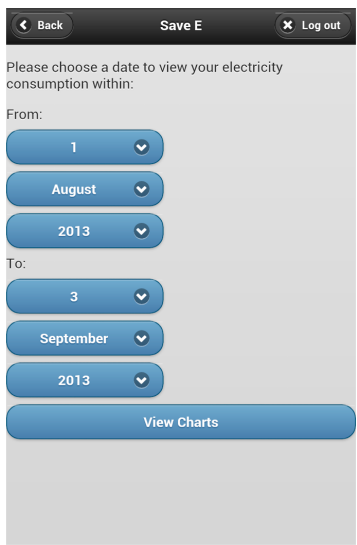 Back
Save E
Log out
Please choose a date to view your electricity
consumption within:
From:
1
August
2013
To:
3
September
2013
View Charts